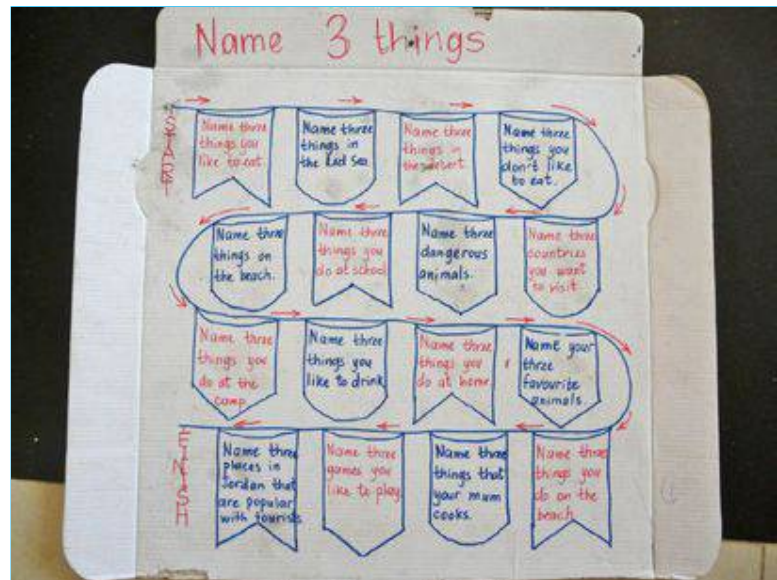 Name 3 things
START
Name three
things you
like to eat.
Name three
things in
the Red Sea.
Name three
things in
the desert.
Name three
things you
don't like
to eat.
Name three
countries
you want
to visit.
Name three
dangerous
animals.
Name three
things you
do at school
Name three
things on
the beach.
Name three
things you
do at the
camp
Name three
things you
like to drink
Name three
things you
do at home
Name your
three
favourite
animals
Name three
things you
do on the
beach
Name three
things that
your mum
cooks.
Name three
games you
like to play.
Name three
places in
Jordan that
are popular
with tourists
FINISH